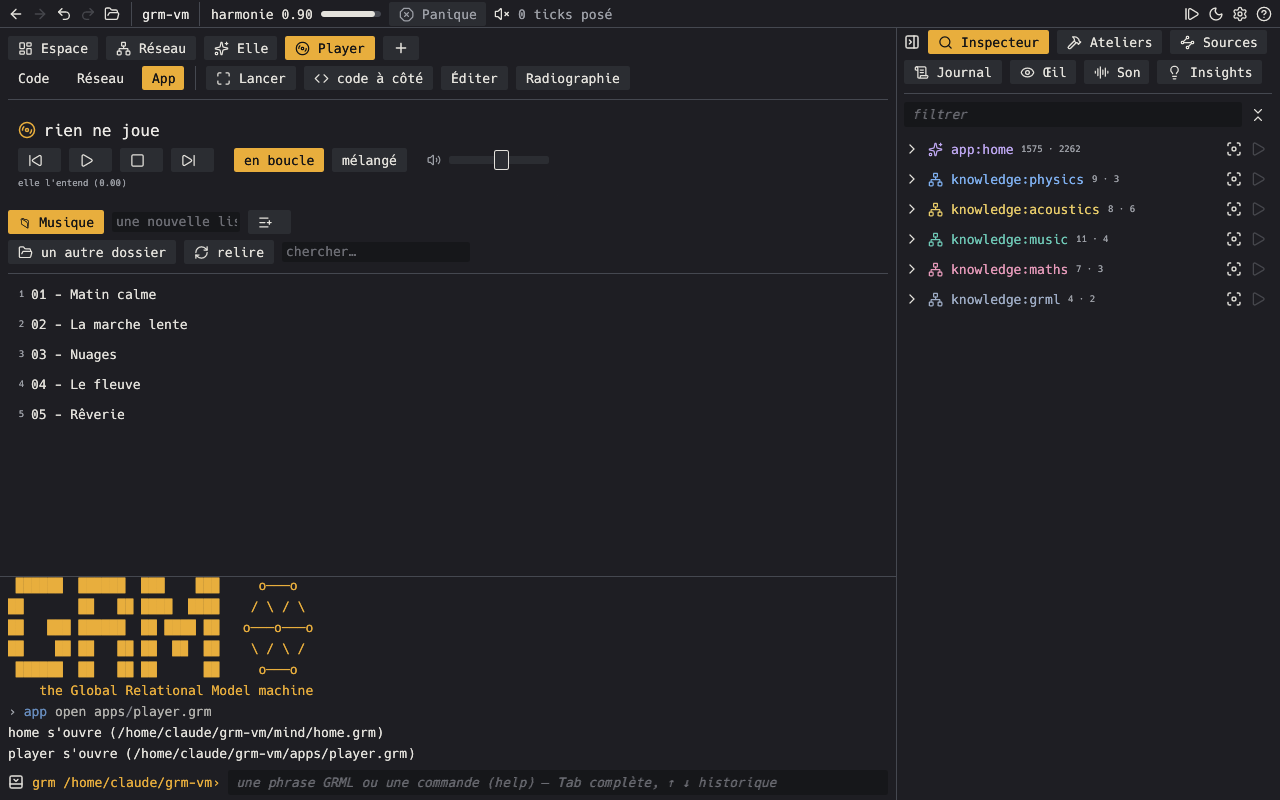 grm-vm harmonie 0.90 Panique 0 ticks posé
Espace Réseau Elle Player
Code Réseau App Lancer code à côté Éditer Radiographie
rien ne joue
en boucle mélangé
elle l'entend (0.00)
Musique une nouvelle lis
un autre dossier relire chercher…
1 01 - Matin calme
2 02 - La marche lente
3 03 - Nuages
4 04 - Le fleuve
5 05 - Rêverie
the Global Relational Model machine
› app open apps/player.grm
home s'ouvre (/home/claude/grm-vm/mind/home.grm)
player s'ouvre (/home/claude/grm-vm/apps/player.grm)
grm /home/claude/grm-vm› une phrase GRML ou une commande (help) — Tab complète, ↑ ↓ historique
Inspecteur Ateliers Sources
Journal Œil Son Insights
filtrer
app:home 1575 · 2262
knowledge:physics 9 · 3
knowledge:acoustics 8 · 6
knowledge:music 11 · 4
knowledge:maths 7 · 3
knowledge:grml 4 · 2